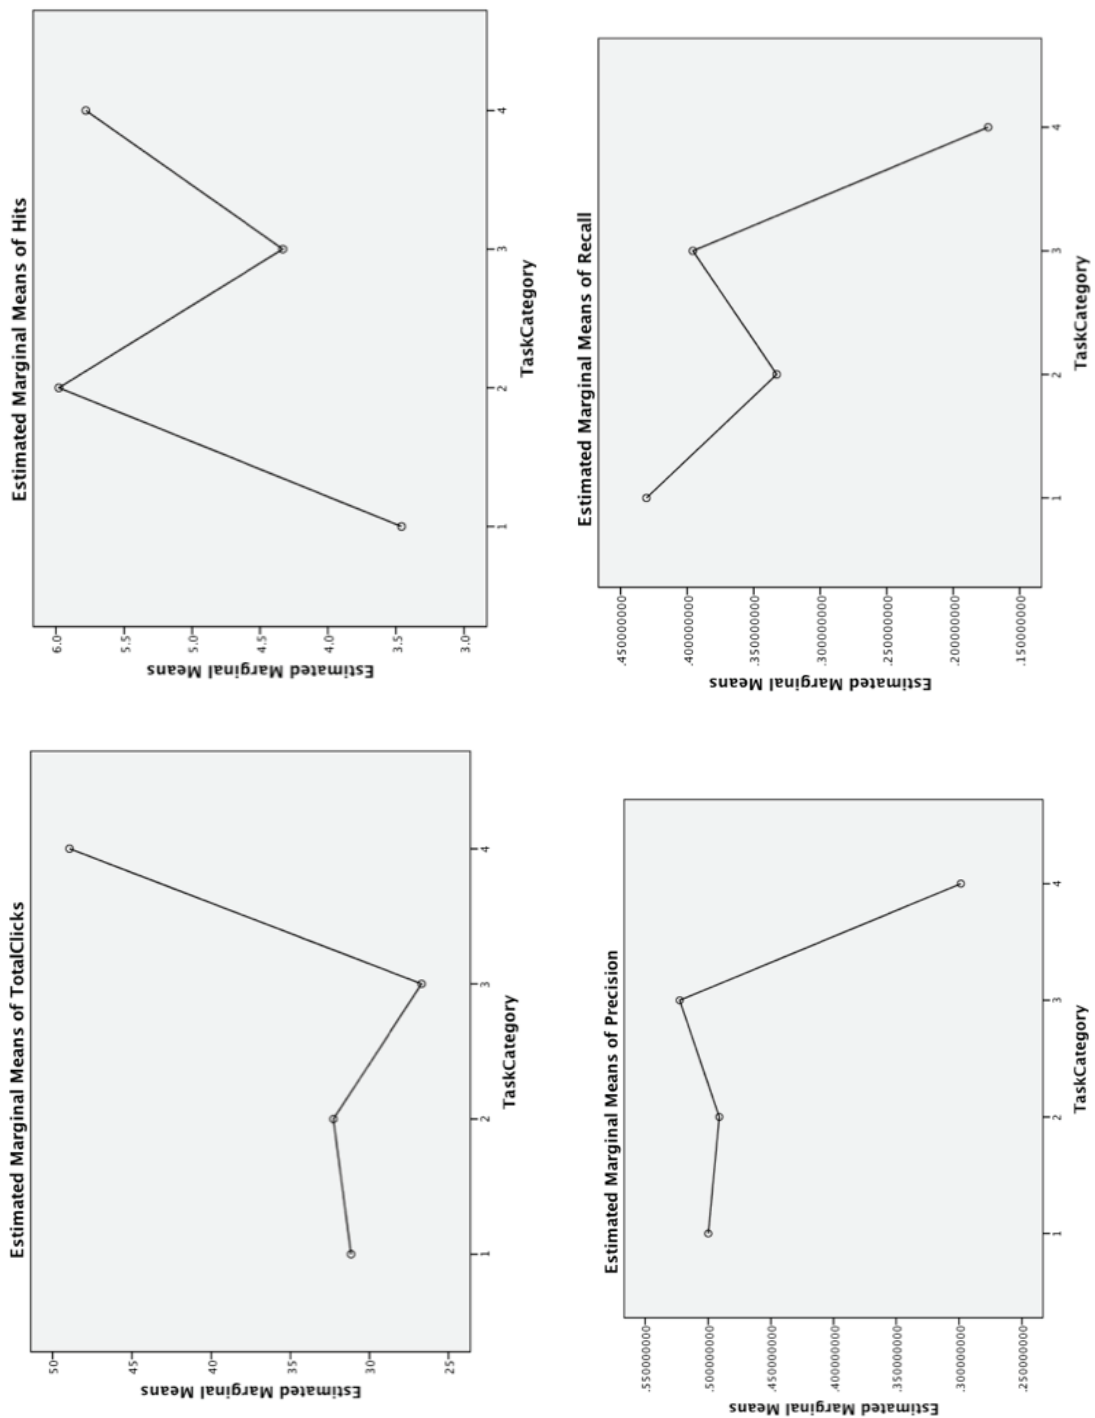 Estimated Marginal Means of TotalClicks
Estimated Marginal Means
50
45
40
35
30
25
1 2 3 4
TaskCategory
Estimated Marginal Means of Hits
Estimated Marginal Means
6.0
5.5
5.0
4.5
4.0
3.5
3.0
1 2 3 4
TaskCategory
Estimated Marginal Means of Precision
Estimated Marginal Means
.550000000
.500000000
.450000000
.400000000
.350000000
.300000000
.250000000
1 2 3 4
TaskCategory
Estimated Marginal Means of Recall
Estimated Marginal Means
.450000000
.400000000
.350000000
.300000000
.250000000
.200000000
.150000000
1 2 3 4
TaskCategory